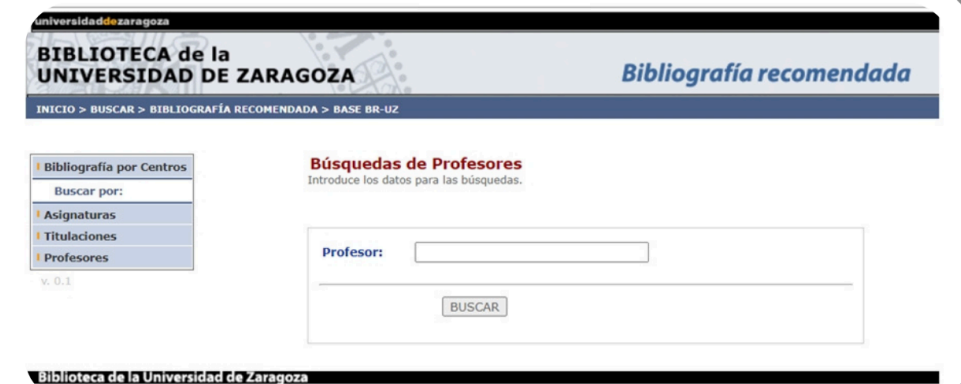 universidaddezaragoza
BIBLIOTECA de la
UNIVERSIDAD DE ZARAGOZA
Bibliografía recomendada
INICIO > BUSCAR > BIBLIOGRAFÍA RECOMENDADA > BASE BR-UZ
Bibliografía por Centros
Buscar por:
Asignaturas
Titulaciones
Profesores
v. 0.1
Búsquedas de Profesores
Introduce los datos para las búsquedas.
Profesor:
BUSCAR
Biblioteca de la Universidad de Zaragoza